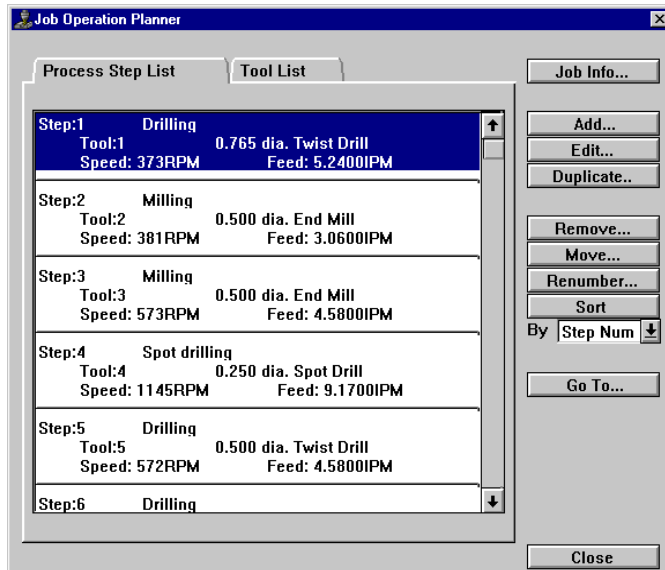 Job Operation Planner
Process Step List
Tool List
Job Info...
Step:1 Drilling
Tool:1 0.765 dia. Twist Drill
Speed: 373RPM Feed: 5.2400IPM
Step:2 Milling
Tool:2 0.500 dia. End Mill
Speed: 381RPM Feed: 3.0600IPM
Step:3 Milling
Tool:3 0.500 dia. End Mill
Speed: 573RPM Feed: 4.5800IPM
Step:4 Spot drilling
Tool:4 0.250 dia. Spot Drill
Speed: 1145RPM Feed: 9.1700IPM
Step:5 Drilling
Tool:5 0.500 dia. Twist Drill
Speed: 572RPM Feed: 4.5800IPM
Step:6 Drilling
Add...
Edit...
Duplicate..
Remove...
Move...
Renumber...
Sort
By Step Num
Go To...
Close